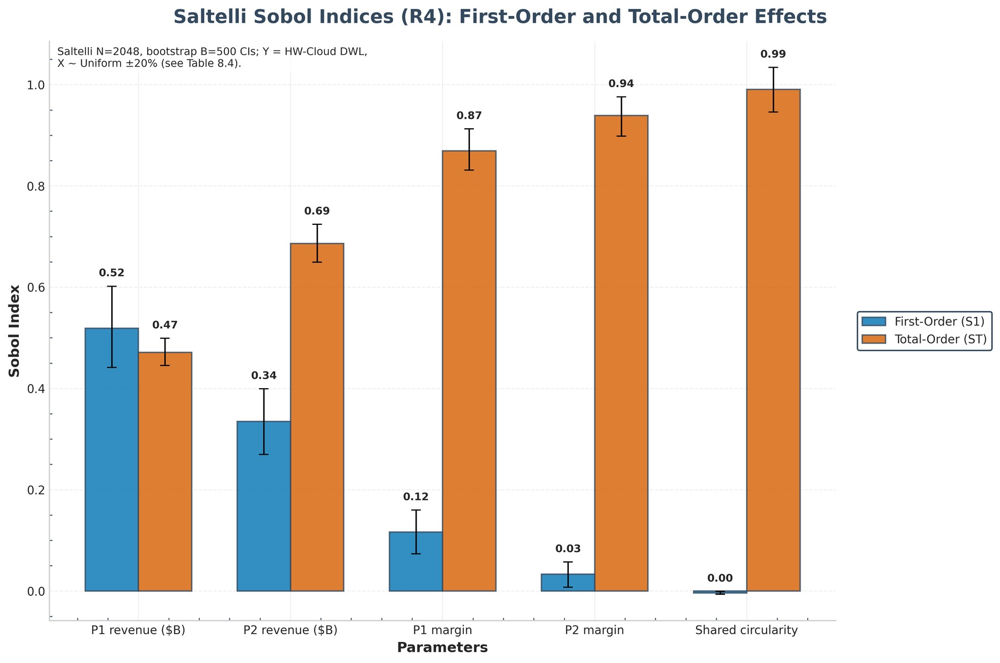 Saltelli Sobol Indices (R4): First-Order and Total-Order Effects
Saltelli N=2048, bootstrap B=500 CIs; Y = HW-Cloud DWL,
X ~ Uniform ±20% (see Table 8.4).
Sobol Index
1.0
0.8
0.6
0.4
0.2
0.0
0.52
0.47
0.34
0.69
0.12
0.87
0.03
0.94
0.00
0.99
P1 revenue ($B)
P2 revenue ($B)
P1 margin
P2 margin
Shared circularity
Parameters
First-Order (S1)
Total-Order (ST)